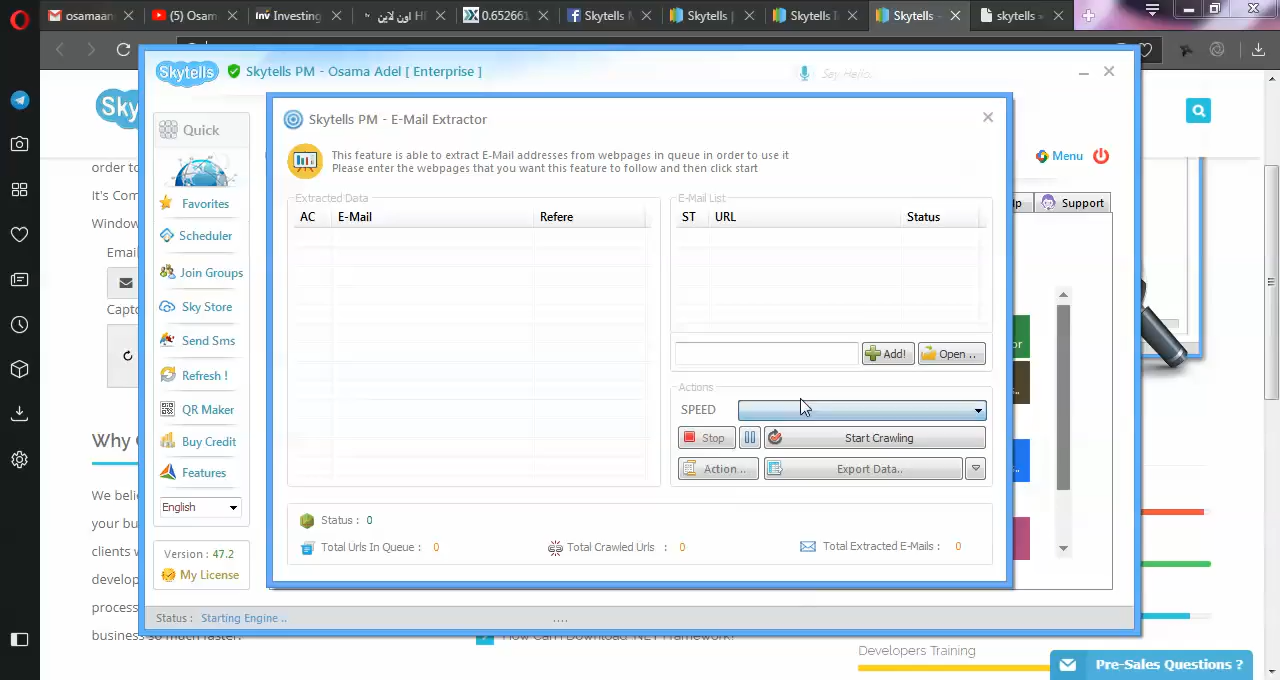 osamaan
(5) Osam
Investing
اون لاين HI
0.652661
Skytells M
Skytells |
Skytells I
Skytells -
skytells »
Sky
Skytells
Skytells PM - Osama Adel [ Enterprise ]
Say Hello.
Quick
Favorites
Scheduler
Join Groups
Sky Store
Send Sms
Refresh !
QR Maker
Buy Credit
Features
English
Version : 47.2
My License
Menu
Support
Skytells PM - E-Mail Extractor
This feature is able to extract E-Mail addresses from webpages in queue in order to use it
Please enter the webpages that you want this feature to follow and then click start
Extracted Data
AC E-Mail Refere
E-Mail List
ST URL Status
Add!
Open ..
Actions
SPEED
Stop
Start Crawling
Action ..
Export Data..
Status : 0
Total Urls In Queue : 0
Total Crawled Urls : 0
Total Extracted E-Mails : 0
Status : Starting Engine ..
....
order to
It's Com
Window
Email
Captc
Why
We beli
your bu
clients w
develop
process
business so much faster.
How Can I Download .NET Framework?
Developers Training
Pre-Sales Questions ?